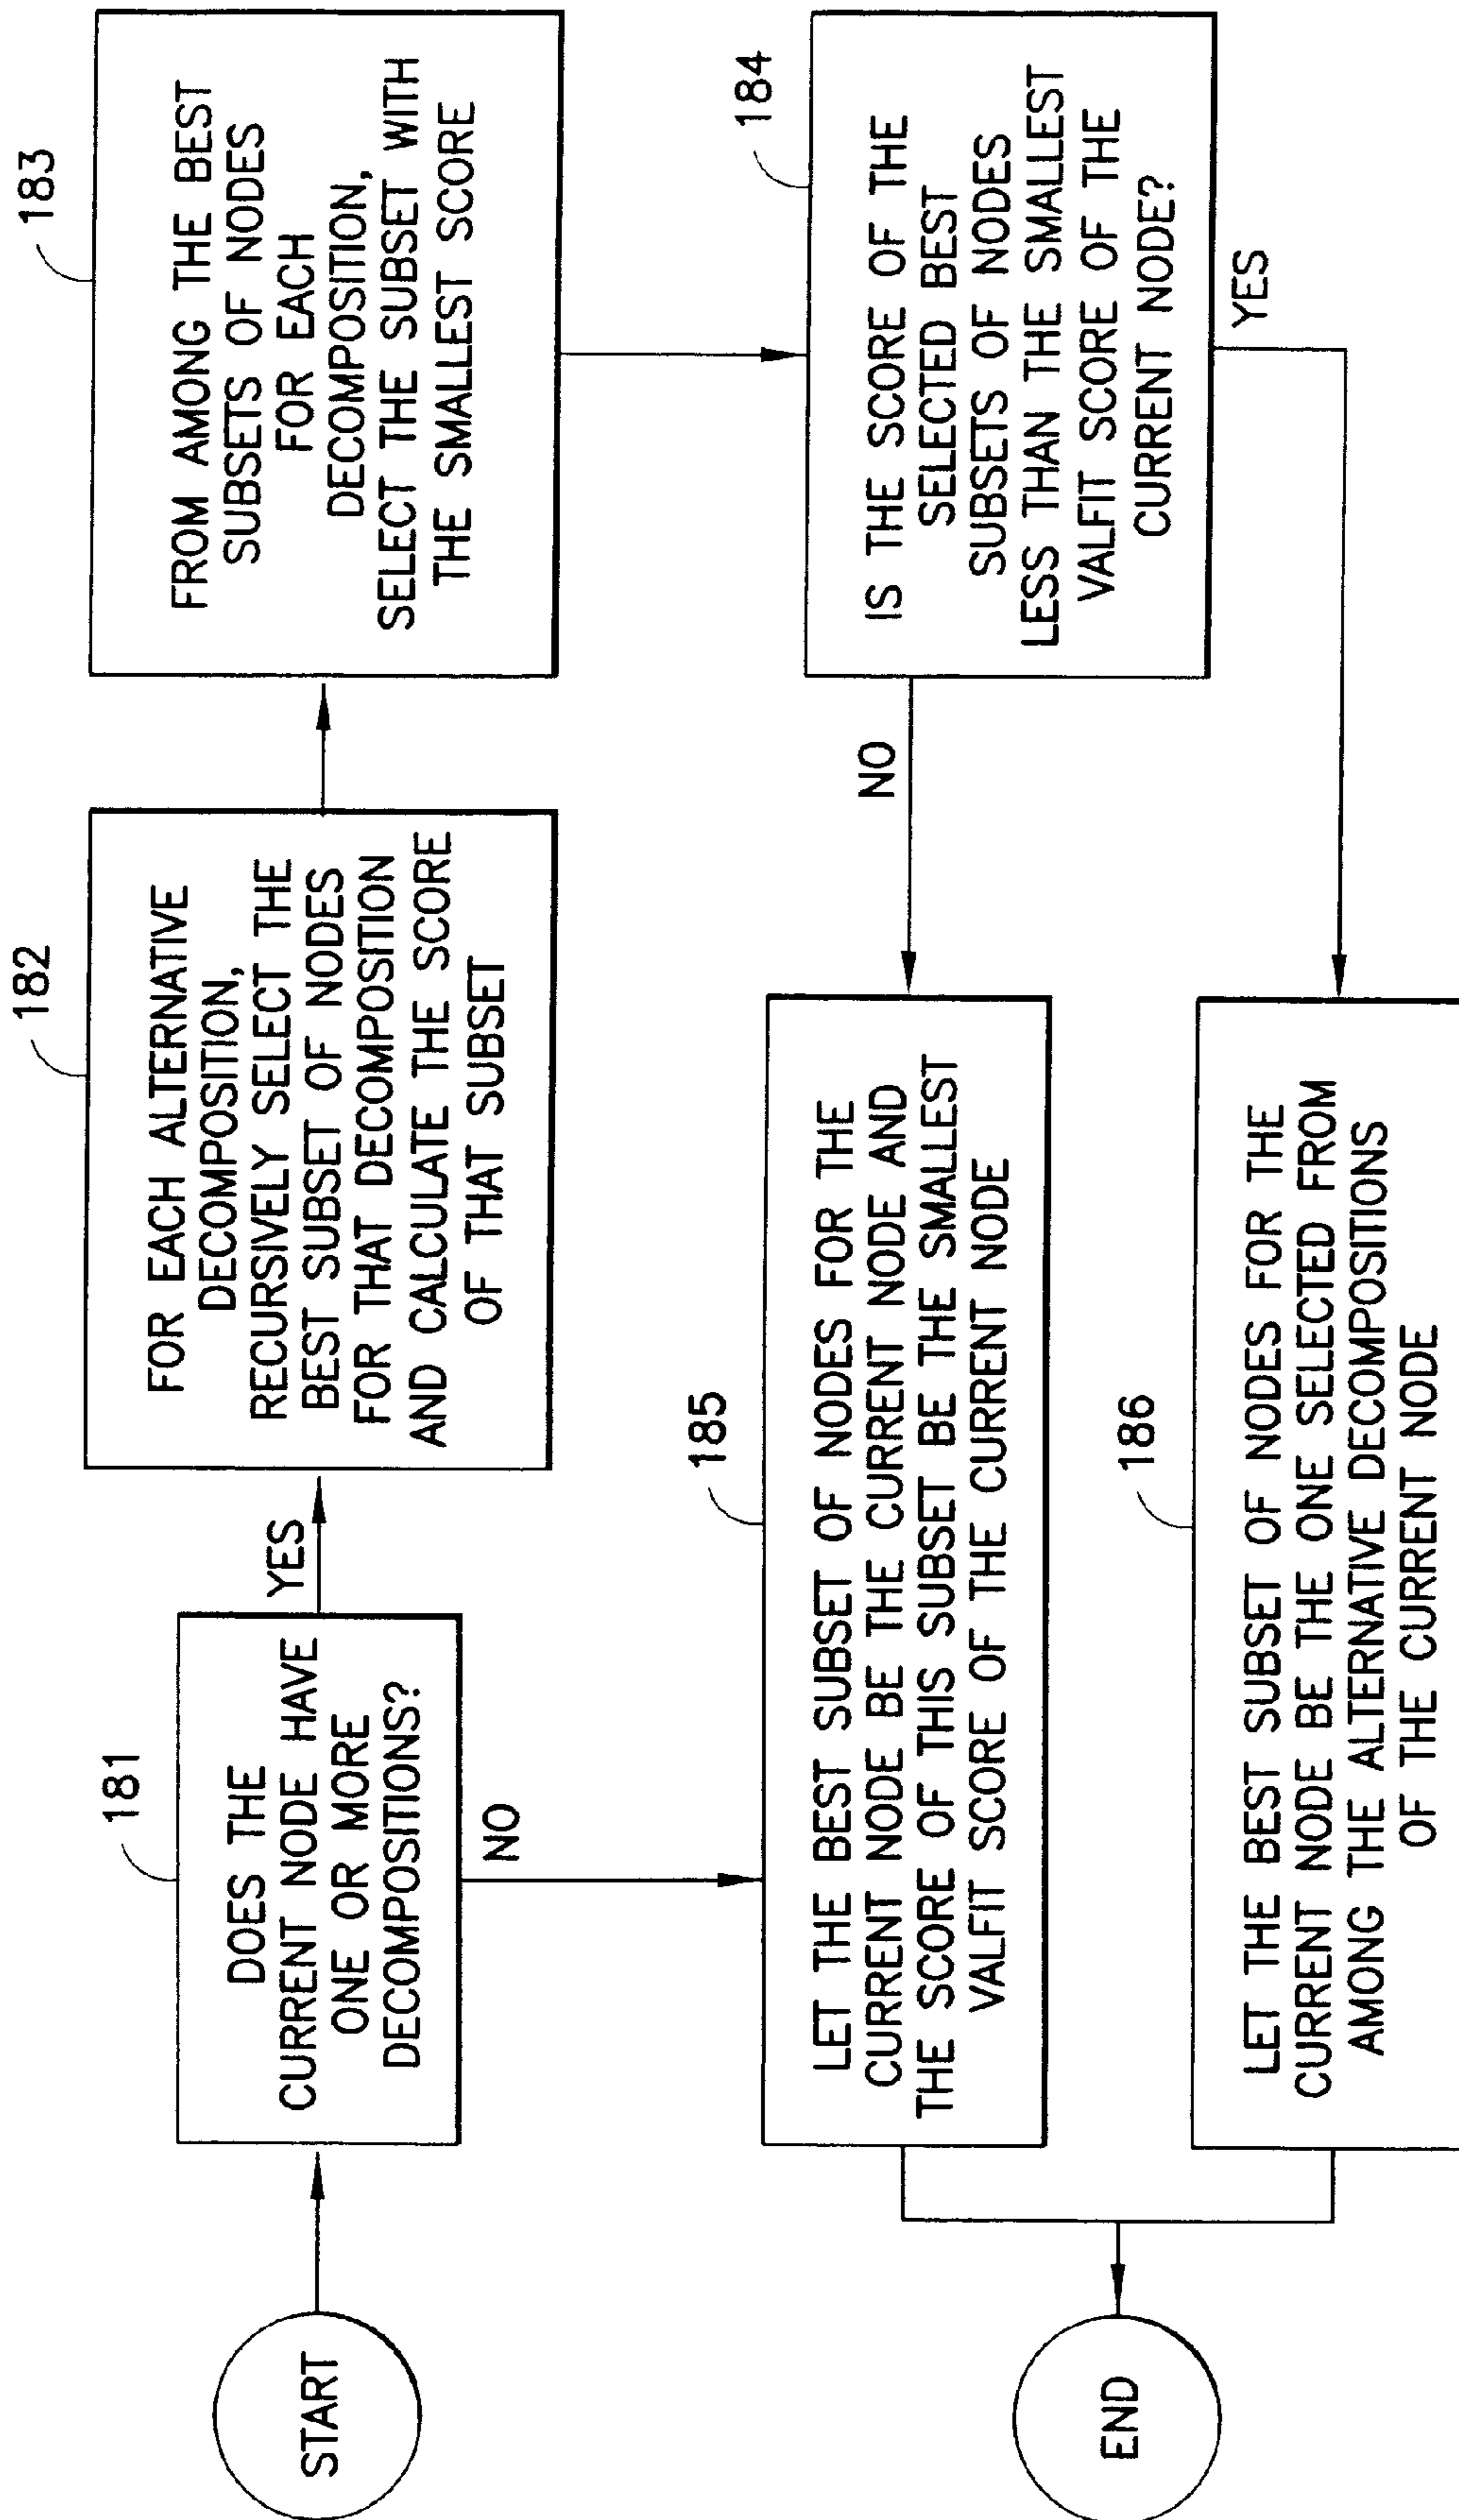 START
181
DOES THE
CURRENT NODE HAVE
ONE OR MORE
DECOMPOSITIONS?
YES
NO
182
FOR EACH ALTERNATIVE
DECOMPOSITION,
RECURSIVELY SELECT THE
BEST SUBSET OF NODES
FOR THAT DECOMPOSITION
AND CALCULATE THE SCORE
OF THAT SUBSET
183
FROM AMONG THE BEST
SUBSETS OF NODES
FOR EACH
DECOMPOSITION,
SELECT THE SUBSET WITH
THE SMALLEST SCORE
184
IS THE SCORE OF THE
SELECTED BEST
SUBSETS OF NODES
LESS THAN THE SMALLEST
VALFIT SCORE OF THE
CURRENT NODE?
NO
YES
185
LET THE BEST SUBSET OF NODES FOR THE
CURRENT NODE BE THE CURRENT NODE AND
THE SCORE OF THIS SUBSET BE THE SMALLEST
VALFIT SCORE OF THE CURRENT NODE
186
LET THE BEST SUBSET OF NODES FOR THE
CURRENT NODE BE THE ONE SELECTED FROM
AMONG THE ALTERNATIVE DECOMPOSITIONS
OF THE CURRENT NODE
END